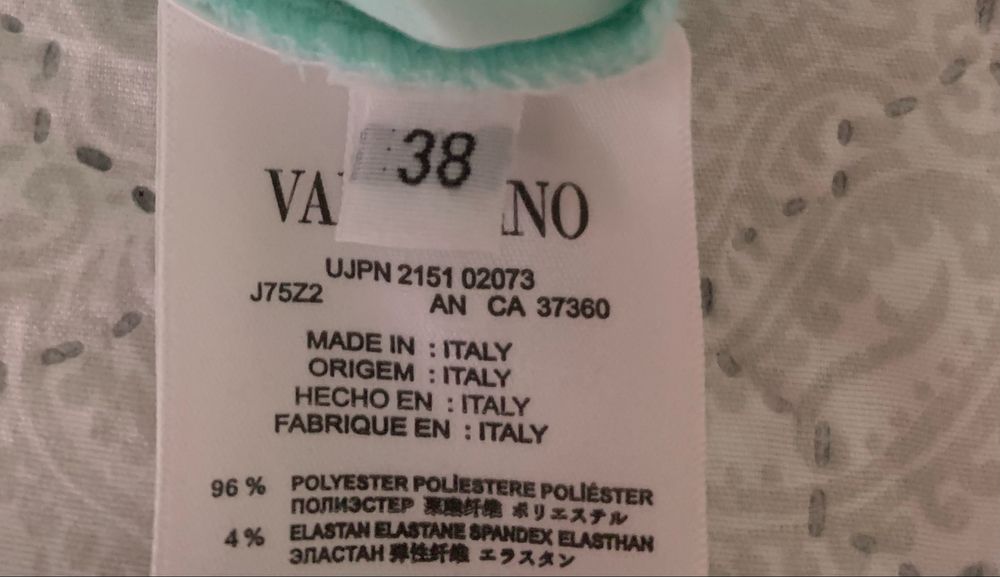 38
VA NO
UJPN 2151 02073
J75Z2 AN CA 37360
MADE IN : ITALY
ORIGEM : ITALY
HECHO EN : ITALY
FABRIQUE EN : ITALY
96 % POLYESTER POLİESTERE POLIÉSTER
ПОЛИЭСТЕР 聚酯纤维 ポリエステル
4 % ELASTAN ELASTANE SPANDEX ELASTHAN
ЭЛАСТАН 弹性纤维 エラスタン